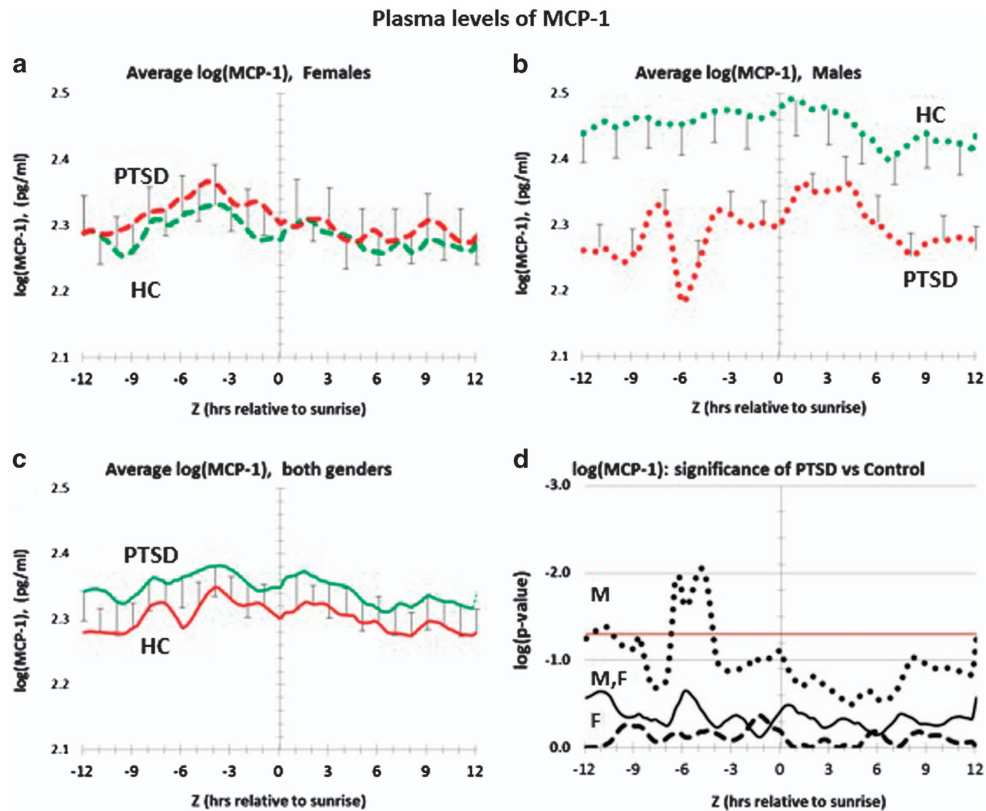 Plasma levels of MCP-1
a
Average log(MCP-1), Females
log(MCP-1), (pg/ml)
2.5
2.4
2.3
2.2
2.1
PTSD
HC
-12 -9 -6 -3 0 3 6 9 12
Z (hrs relative to sunrise)
b
Average log(MCP-1), Males
log(MCP-1), (pg/ml)
2.5
2.4
2.3
2.2
2.1
HC
PTSD
-12 -9 -6 -3 0 3 6 9 12
Z (hrs relative to sunrise)
c
Average log(MCP-1), both genders
log(MCP-1), (pg/ml)
2.5
2.4
2.3
2.2
2.1
PTSD
HC
-12 -9 -6 -3 0 3 6 9 12
Z (hrs relative to sunrise)
d
log(MCP-1): significance of PTSD vs Control
log(p-value)
-3.0
-2.0
-1.0
0.0
M
M,F
F
-12 -9 -6 -3 0 3 6 9 12
Z (hrs relative to sunrise)